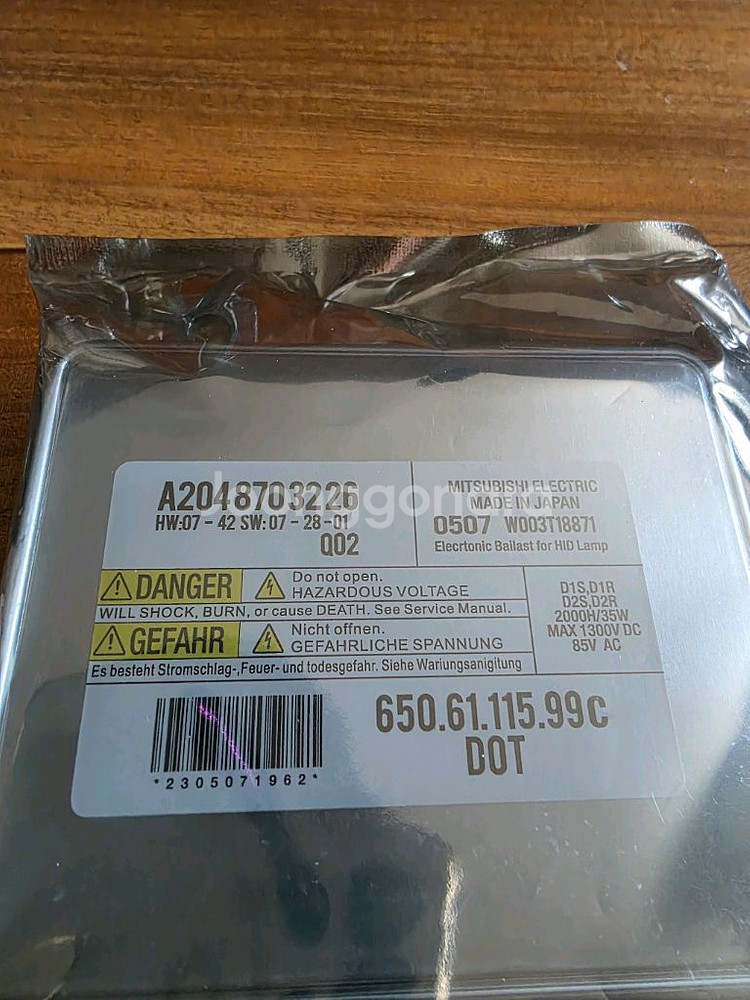 A2048703226
HW:07-42 SW:07-28-01
Q02
MITSUBISHI ELECTRIC
MADE IN JAPAN
0507 W003T18871
Elecrtonic Ballast for HID Lamp
DANGER
Do not open.
HAZARDOUS VOLTAGE
WILL SHOCK, BURN, or cause DEATH. See Service Manual.
GEFAHR
Nicht offnen.
GEFAHRLICHE SPANNUNG
Es besteht Stromschlag-,Feuer- und todesgefahr. Siehe Wariungsanigitung
D1S,D1R
D2S,D2R
2000H/35W
MAX 1300V DC
85V AC
*2305071962*
650.61.115.99C
DOT